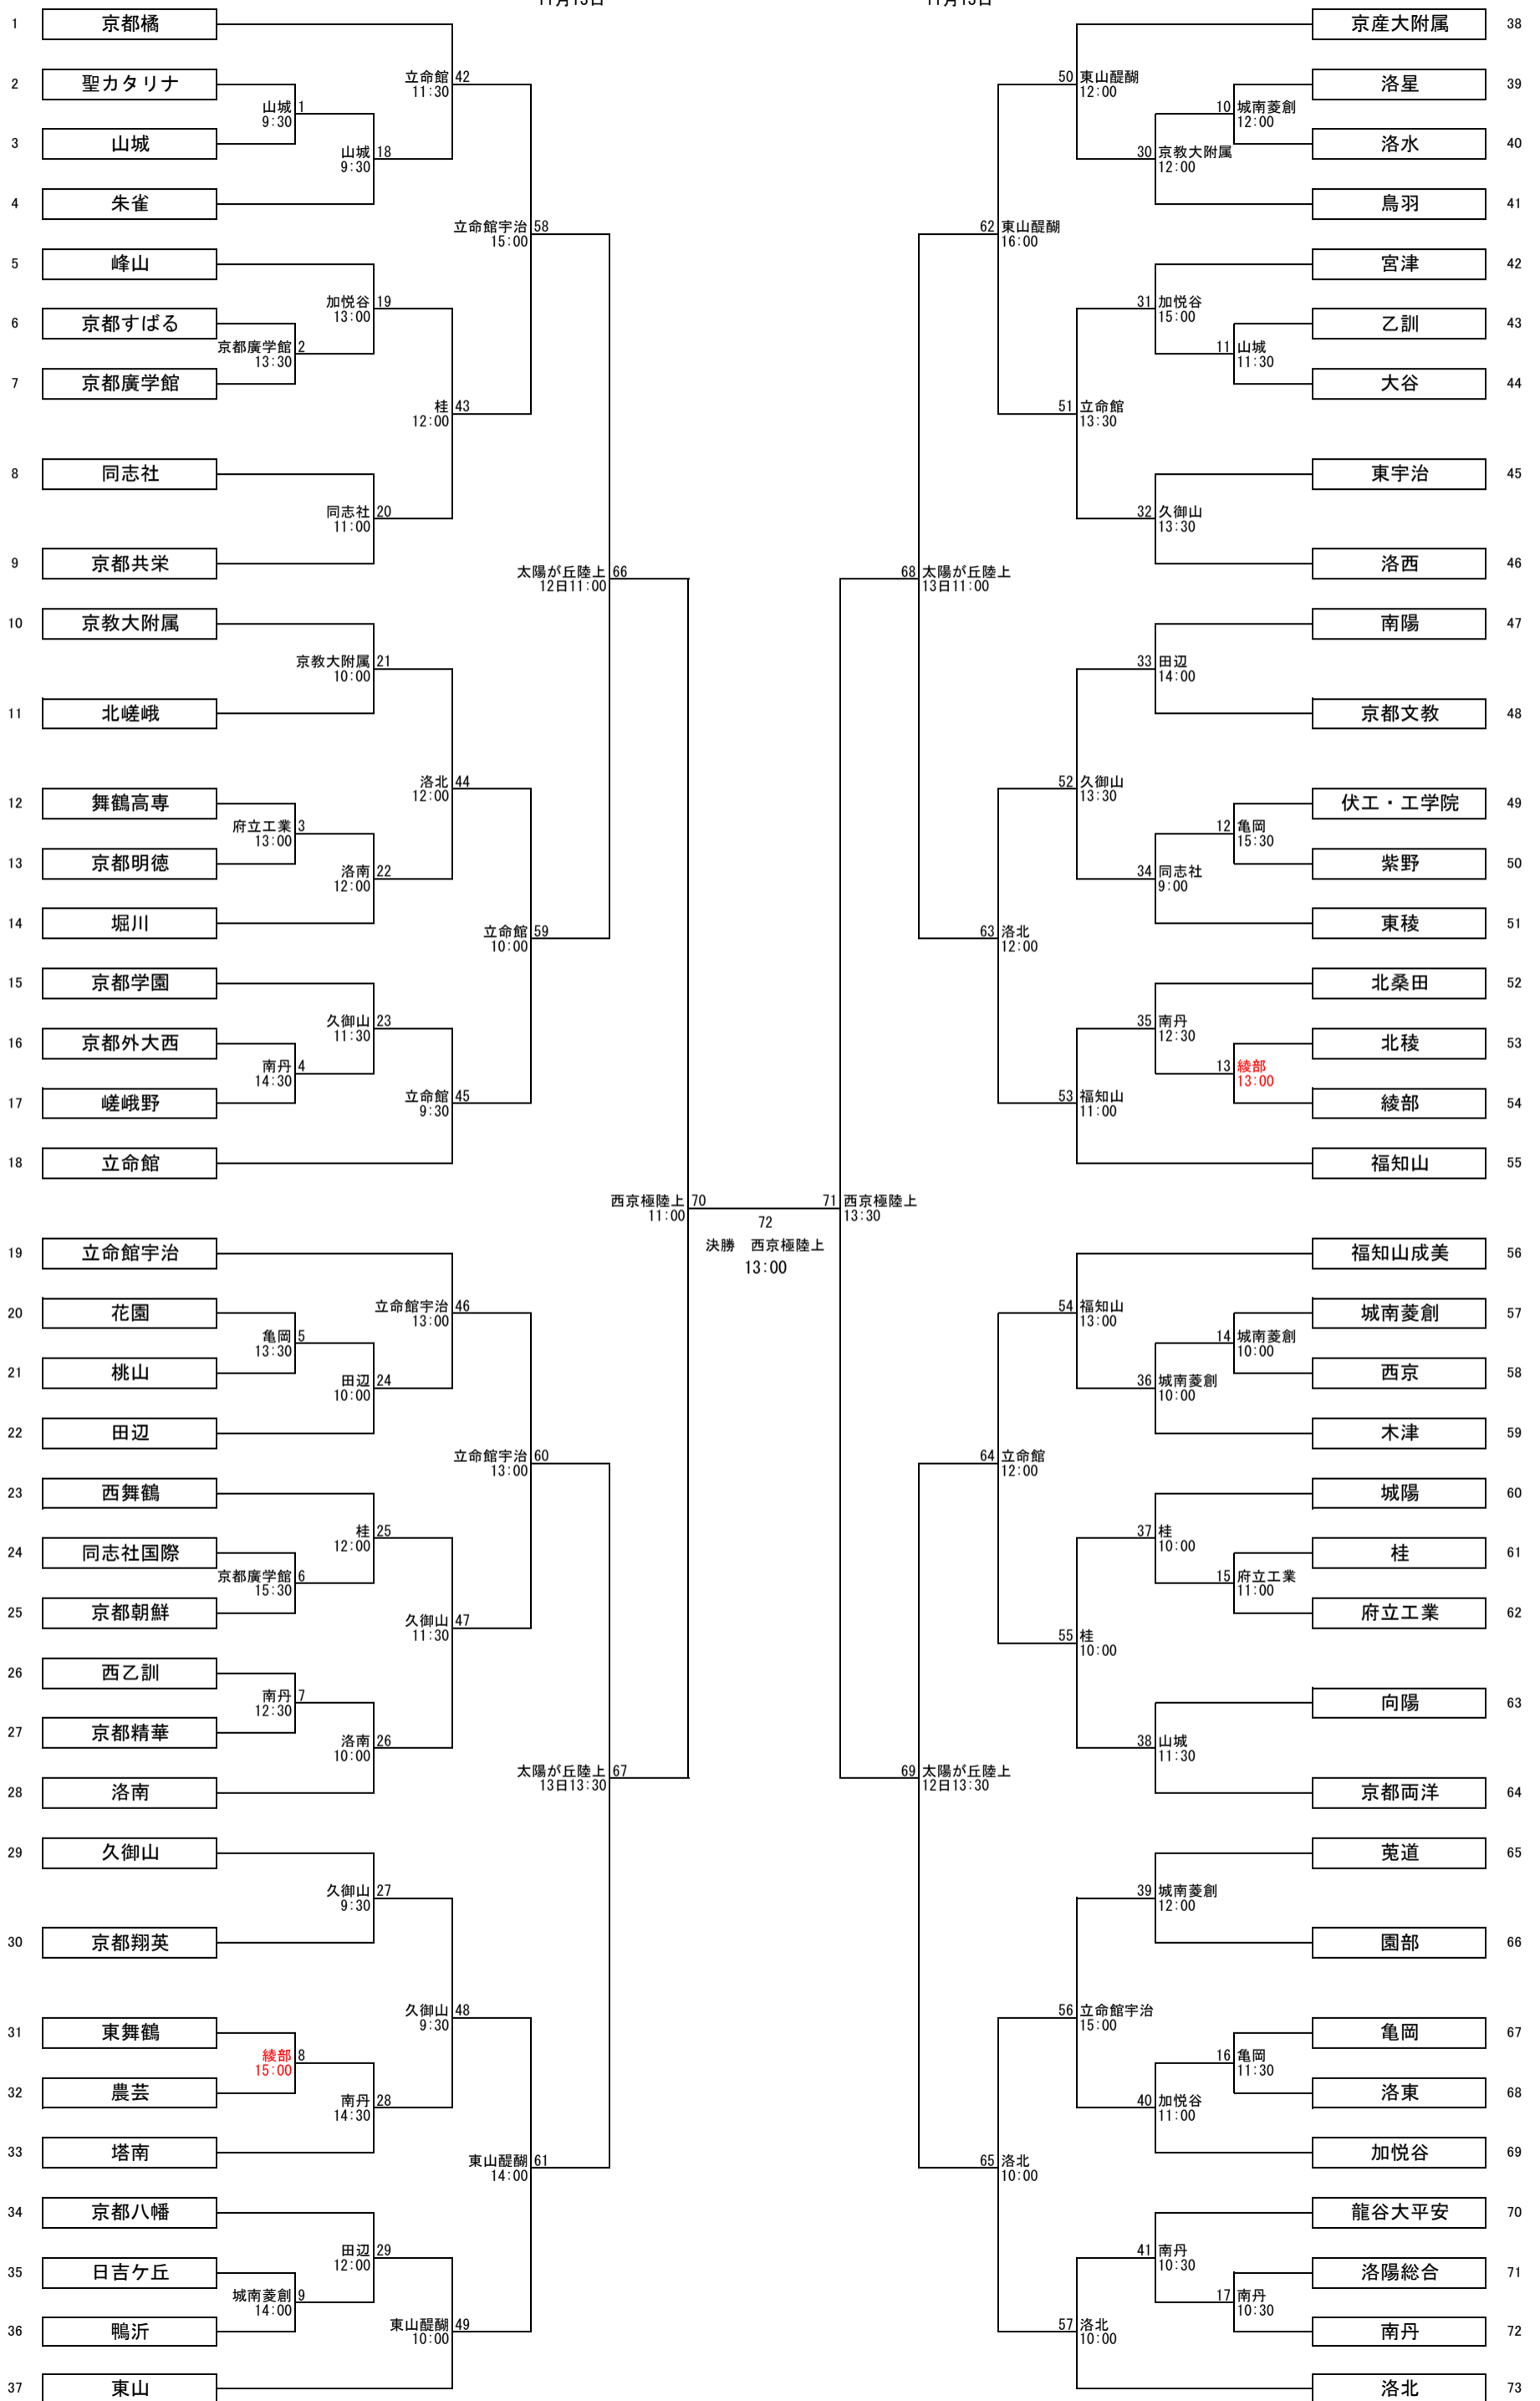 1 京都橘
2 聖カタリナ
3 山城
4 朱雀
5 峰山
6 京都すばる
7 京都廣学館
8 同志社
9 京都共栄
10 京教大附属
11 北嵯峨
12 舞鶴高専
13 京都明徳
14 堀川
15 京都学園
16 京都外大西
17 嵯峨野
18 立命館
19 立命館宇治
20 花園
21 桃山
22 田辺
23 西舞鶴
24 同志社国際
25 京都朝鮮
26 西乙訓
27 京都精華
28 洛南
29 久御山
30 京都翔英
31 東舞鶴
32 農芸
33 塔南
34 京都八幡
35 日吉ケ丘
36 鴨沂
37 東山
山城 1
9:30
京都廣学館 2
13:30
府立工業 3
13:00
南丹 4
14:30
亀岡 5
13:30
京都廣学館 6
15:30
南丹 7
12:30
綾部 8
15:00
城南菱創 9
14:00
山城 18
9:30
加悦谷 19
13:00
同志社 20
11:00
京教大附属 21
10:00
洛南 22
12:00
久御山 23
11:30
田辺 24
10:00
桂 25
12:00
洛南 26
10:00
久御山 27
9:30
南丹 28
14:30
田辺 29
12:00
立命館 42
11:30
桂 43
12:00
洛北 44
12:00
立命館 45
9:30
立命館宇治 46
13:00
久御山 47
11:30
久御山 48
9:30
東山醍醐 49
10:00
立命館宇治 58
15:00
立命館 59
10:00
立命館宇治 60
13:00
東山醍醐 61
14:00
太陽が丘陸上 66
12日11:00
太陽が丘陸上 67
13日13:30
西京極陸上 70
11:00
72
決勝 西京極陸上
13:00
71 西京極陸上
13:30
68 太陽が丘陸上
13日11:00
69 太陽が丘陸上
12日13:30
62 東山醍醐
16:00
63 洛北
12:00
64 立命館
12:00
65 洛北
10:00
50 東山醍醐
12:00
51 立命館
13:30
52 久御山
13:30
53 福知山
11:00
54 福知山
13:00
55 桂
10:00
56 立命館宇治
15:00
57 洛北
10:00
30 京教大附属
12:00
31 加悦谷
15:00
32 久御山
13:30
33 田辺
14:00
34 同志社
9:00
35 南丹
12:30
36 城南菱創
10:00
37 桂
10:00
38 山城
11:30
39 城南菱創
12:00
40 加悦谷
11:00
41 南丹
10:30
10 城南菱創
12:00
11 山城
11:30
12 亀岡
15:30
13 綾部
13:00
14 城南菱創
10:00
15 府立工業
11:00
16 亀岡
11:30
17 南丹
10:30
京産大附属 38
洛星 39
洛水 40
鳥羽 41
宮津 42
乙訓 43
大谷 44
東宇治 45
洛西 46
南陽 47
京都文教 48
伏工・工学院 49
紫野 50
東稜 51
北桑田 52
北稜 53
綾部 54
福知山 55
福知山成美 56
城南菱創 57
西京 58
木津 59
城陽 60
桂 61
府立工業 62
向陽 63
京都両洋 64
莵道 65
園部 66
亀岡 67
洛東 68
加悦谷 69
龍谷大平安 70
洛陽総合 71
南丹 72
洛北 73